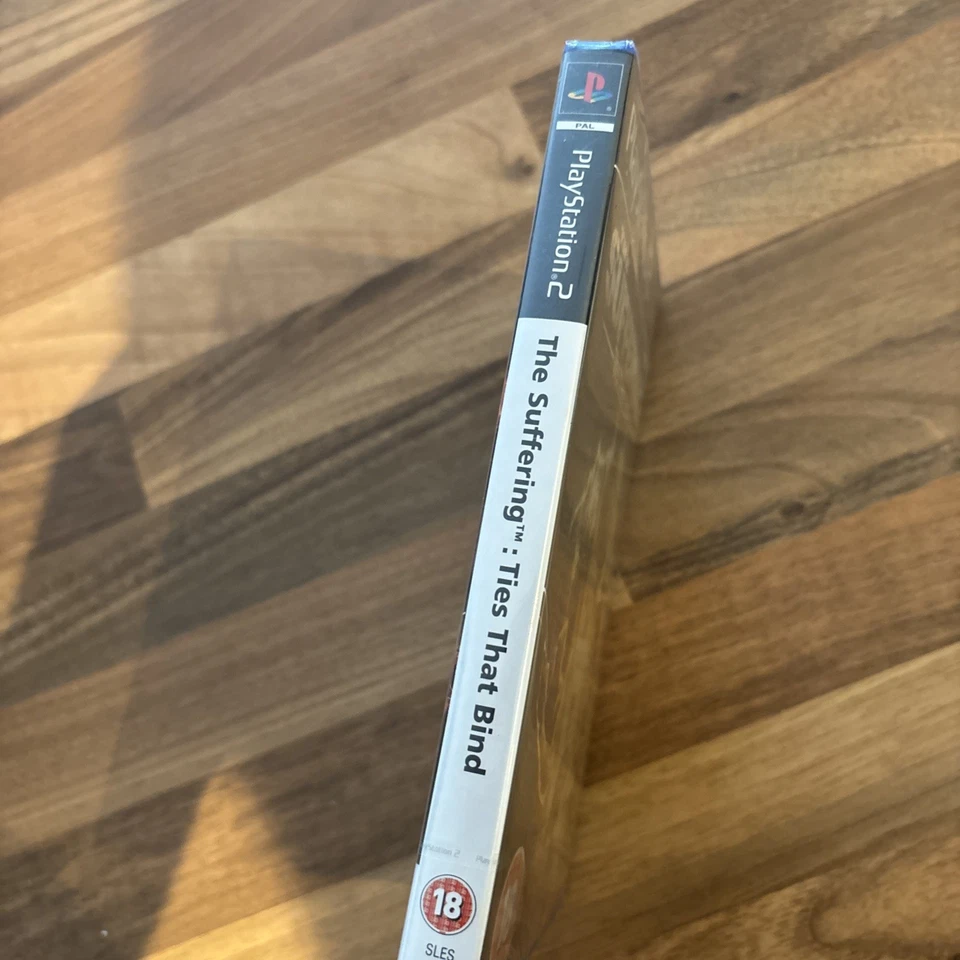 PAL
PlayStation®2
The Suffering™ : Ties That Bind
18
SLES